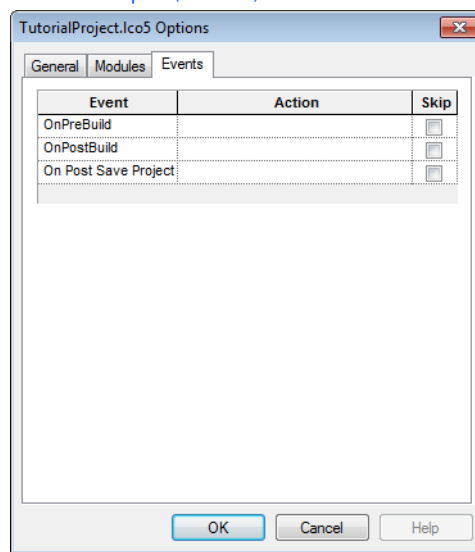 TutorialProject.lco5 Options
General Modules Events
Event Action Skip
OnPreBuild
OnPostBuild
On Post Save Project
OK Cancel Help